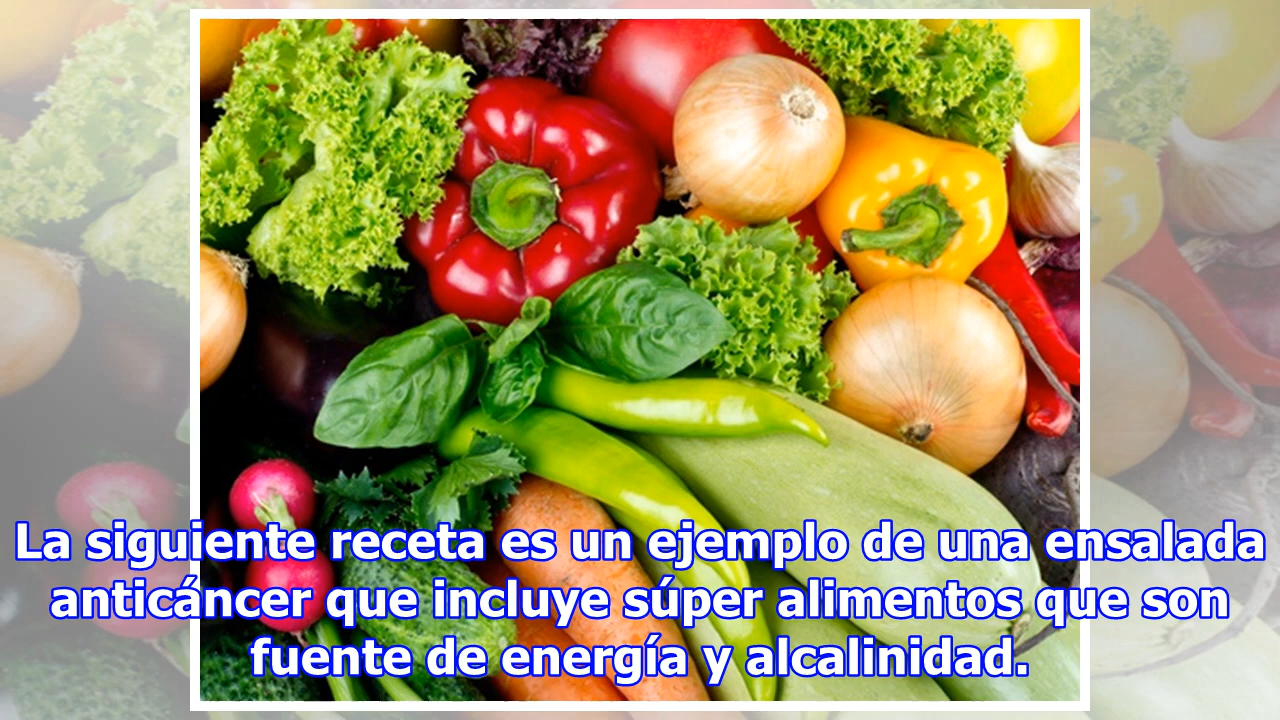 La siguiente receta es un ejemplo de una ensalada
anticáncer que incluye súper alimentos que son
fuente de energía y alcalinidad.